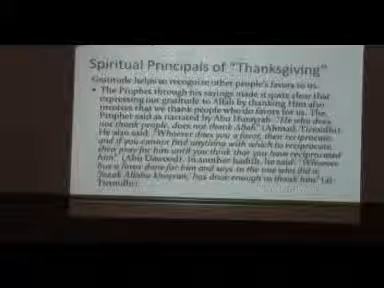 Spiritual Principals of "Thanksgiving"
Gratitude helps us recognize other people's favors to us.
• The Prophet through his sayings made it quite clear that
expressing our gratitude to Allah by thanking Him also
involves that we thank people who do favors for us. The
Prophet said as narrated by Abu Hurayrah "He who does
not thank people, does not thank Allah" (Ahmad, Tirmidhi)
He also said: "Whoever does you a favor, then reciprocate,
and if you cannot find anything with which to reciprocate,
then pray for him until you think that you have reciprocated
him". (Abu Dawood). In another hadith, he said: "Whoever
has a favor done for him and says to the one who did it
'Jazak Allahu khayran, has done enough to thank him"
Tirmidhi)